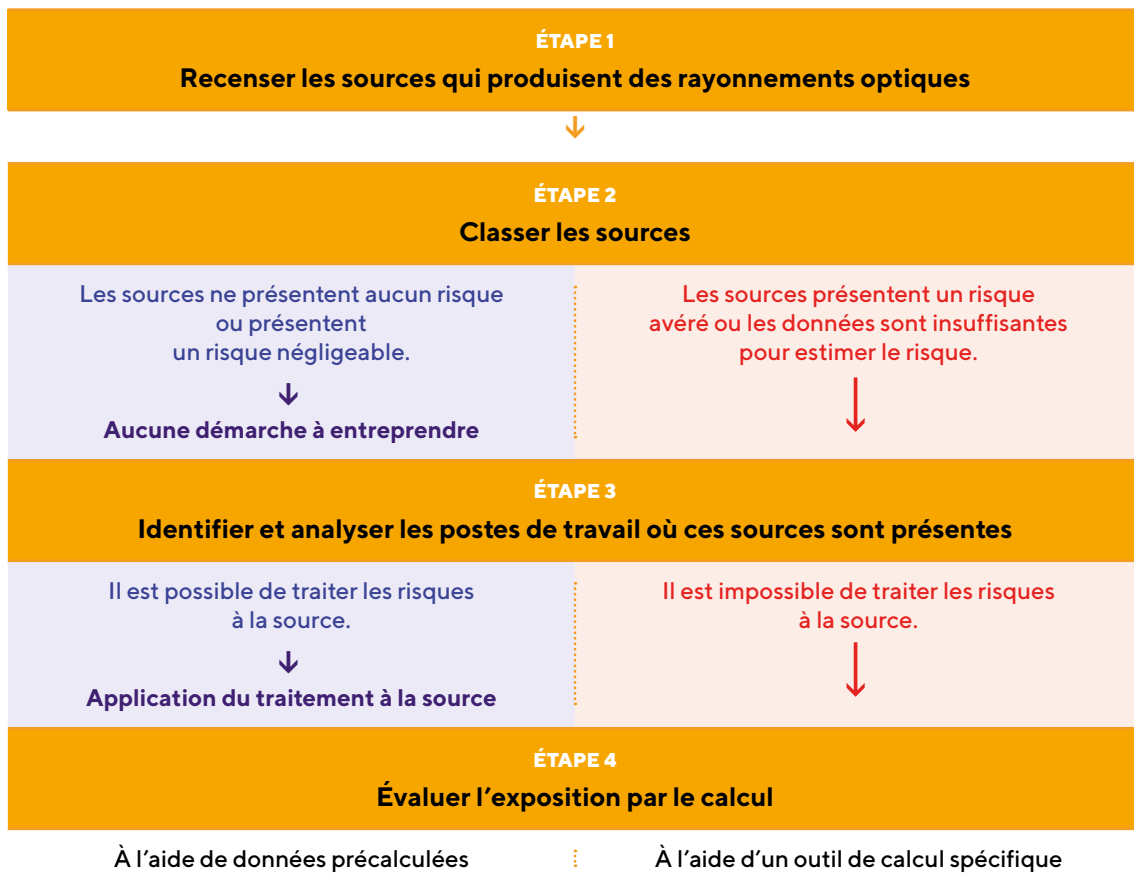 ÉTAPE 1
Recenser les sources qui produisent des rayonnements optiques
ÉTAPE 2
Classer les sources
Les sources ne présentent aucun risque
ou présentent
un risque négligeable.
Aucune démarche à entreprendre
Les sources présentent un risque
avéré ou les données sont insuffisantes
pour estimer le risque.
ÉTAPE 3
Identifier et analyser les postes de travail où ces sources sont présentes
Il est possible de traiter les risques
à la source.
Application du traitement à la source
Il est impossible de traiter les risques
à la source.
ÉTAPE 4
Évaluer l’exposition par le calcul
À l’aide de données précalculées
À l’aide d’un outil de calcul spécifique